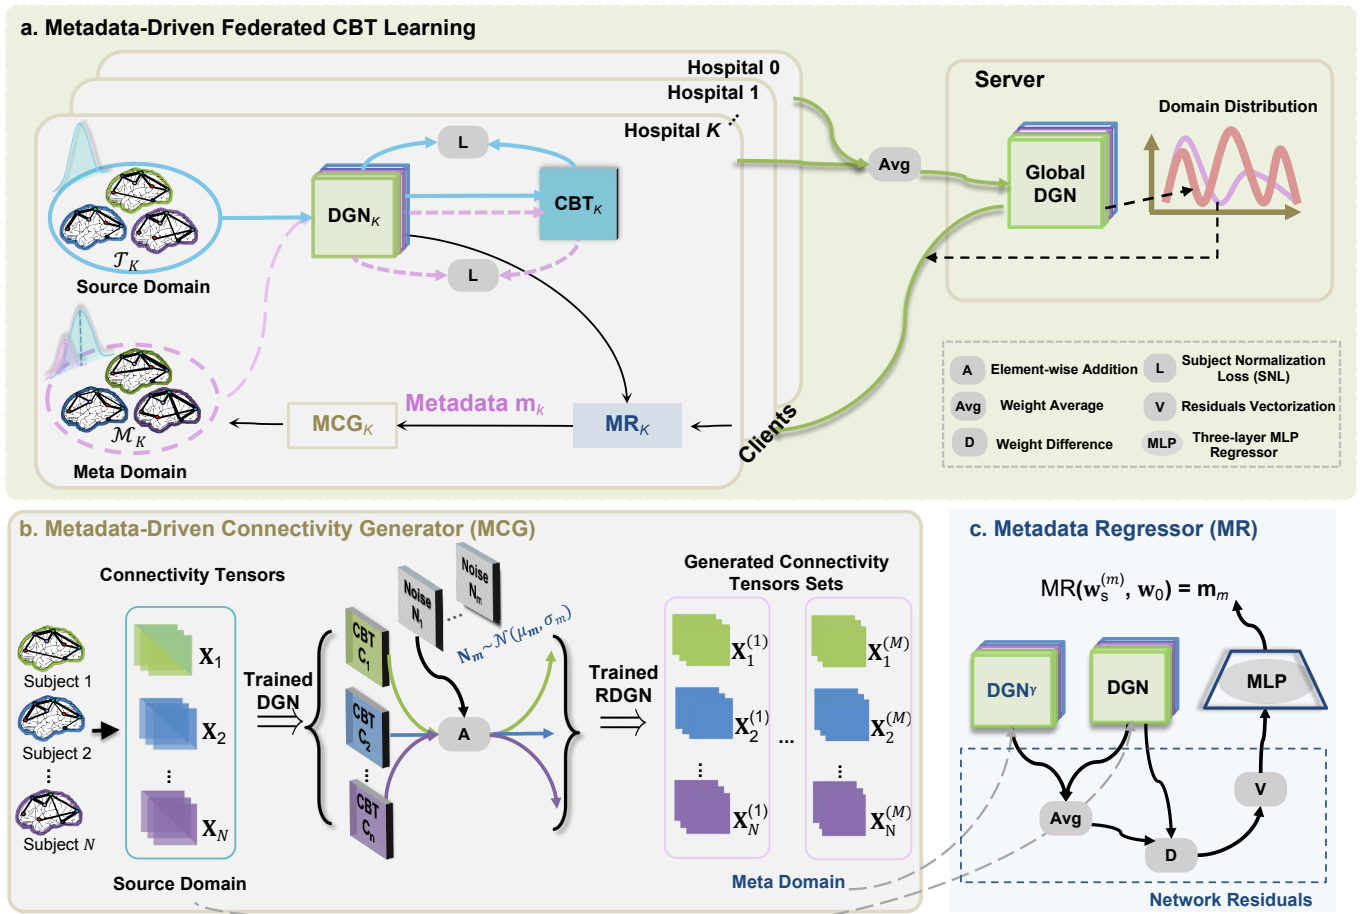 a. Metadata-Driven Federated CBT Learning
Hospital 0
Hospital 1
Hospital K
L
DGN_K
CBT_K
L
𝒯_K
Source Domain
ℳ_K
Meta Domain
MCG_K
Metadata m_k
MR_K
Clients
Avg
Server
Domain Distribution
Global
DGN
A Element-wise Addition
Avg Weight Average
D Weight Difference
L Subject Normalization
Loss (SNL)
V Residuals Vectorization
MLP Three-layer MLP
Regressor
b. Metadata-Driven Connectivity Generator (MCG)
Connectivity Tensors
Subject 1
Subject 2
⋮
Subject N
X_1
X_2
⋮
X_N
Source Domain
Trained
DGN
CBT
C_1
CBT
C_2
⋮
CBT
C_n
Noise
N_1
....
Noise
N_m
N_m~𝒩(μ_m, σ_m)
A
Trained
RDGN
Generated Connectivity
Tensors Sets
X_1^(1)
X_2^(1)
⋮
X_N^(1)
...
X_1^(M)
X_2^(M)
⋮
X_N^(M)
Meta Domain
c. Metadata Regressor (MR)
MR(w_s^(m), w_0) = m_m
DGN^γ
DGN
MLP
Avg
D
V
Network Residuals